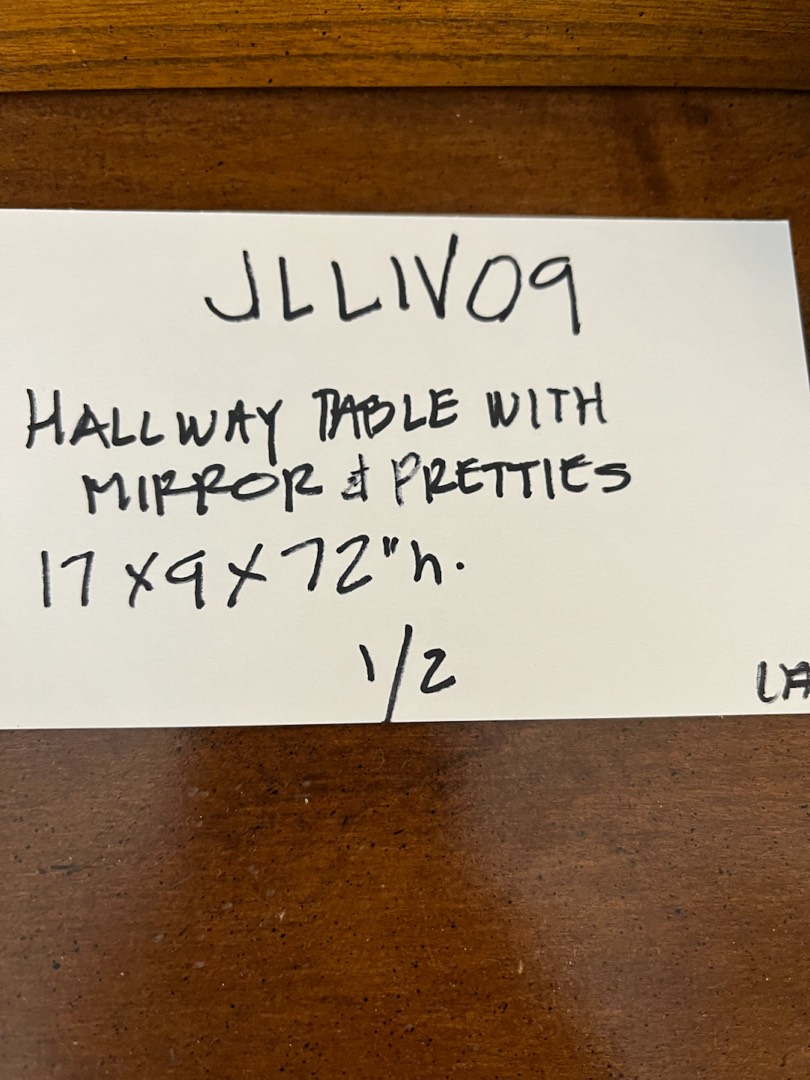 JLLIV09
HALLWAY TABLE WITH
MIRROR & PRETTIES
17 x 9 x 72" h.
1/2